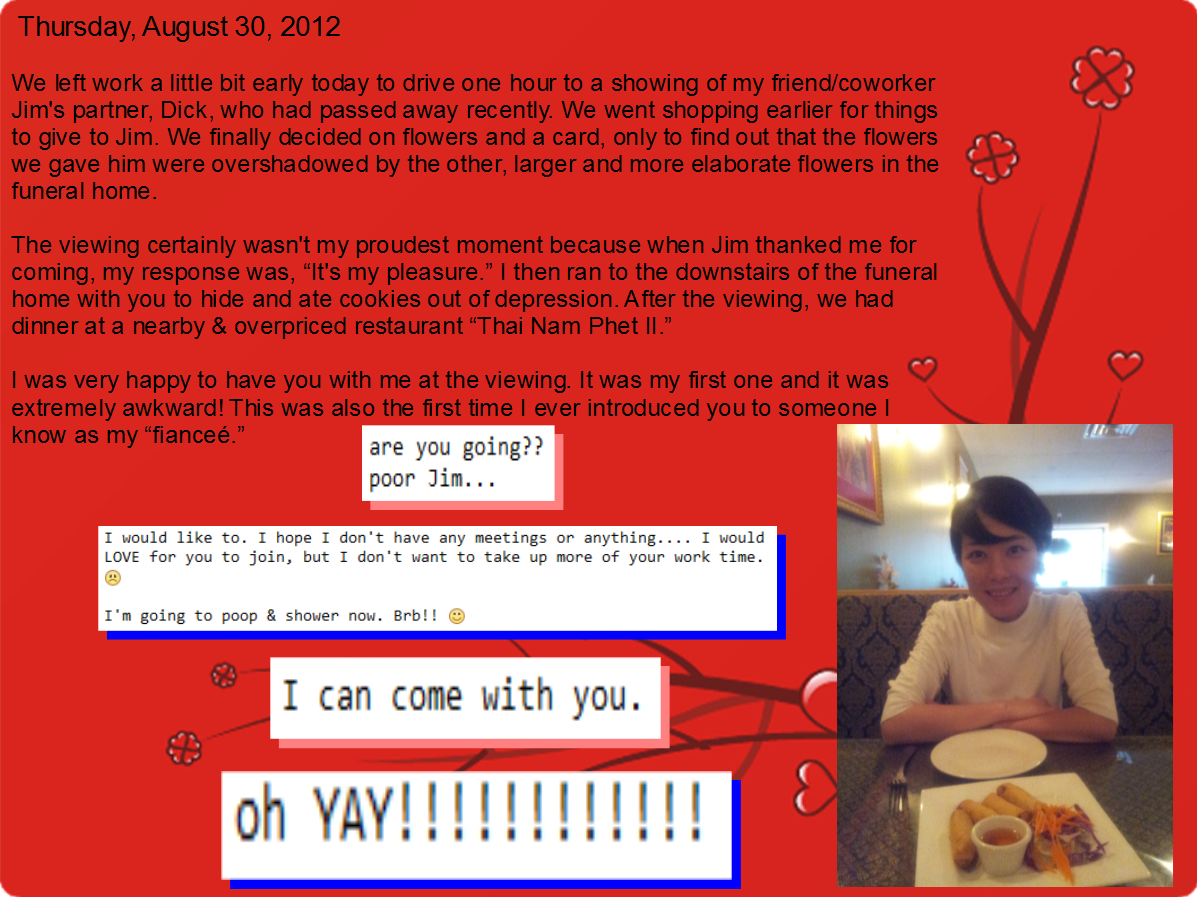 Thursday, August 30, 2012
We left work a little bit early today to drive one hour to a showing of my friend/coworker
Jim's partner, Dick, who had passed away recently. We went shopping earlier for things
to give to Jim. We finally decided on flowers and a card, only to find out that the flowers
we gave him were overshadowed by the other, larger and more elaborate flowers in the
funeral home.
The viewing certainly wasn't my proudest moment because when Jim thanked me for
coming, my response was, “It's my pleasure.” I then ran to the downstairs of the funeral
home with you to hide and ate cookies out of depression. After the viewing, we had
dinner at a nearby & overpriced restaurant “Thai Nam Phet II.”
I was very happy to have you with me at the viewing. It was my first one and it was
extremely awkward! This was also the first time I ever introduced you to someone I
know as my “fianceé.”
are you going??
poor Jim...
I would like to. I hope I don't have any meetings or anything.... I would
LOVE for you to join, but I don't want to take up more of your work time.
I'm going to poop & shower now. Brb!!
I can come with you.
oh YAY!!!!!!!!!!!!